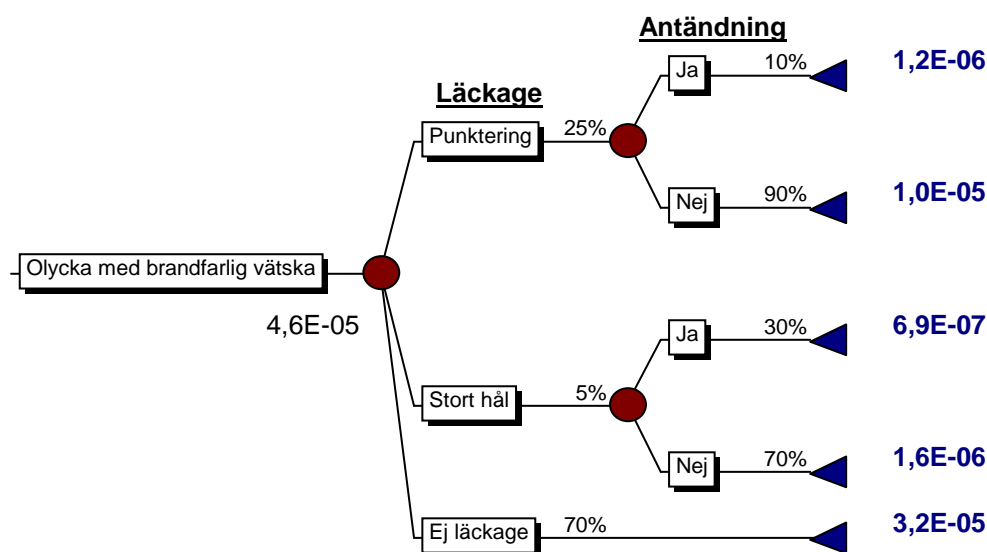 Antändning
Ja 10% 1,2E-06
Läckage
Punktering 25%
Nej 90% 1,0E-05
Olycka med brandfarlig vätska
4,6E-05
Ja 30% 6,9E-07
Stort hål 5%
Nej 70% 1,6E-06
Ej läckage 70% 3,2E-05